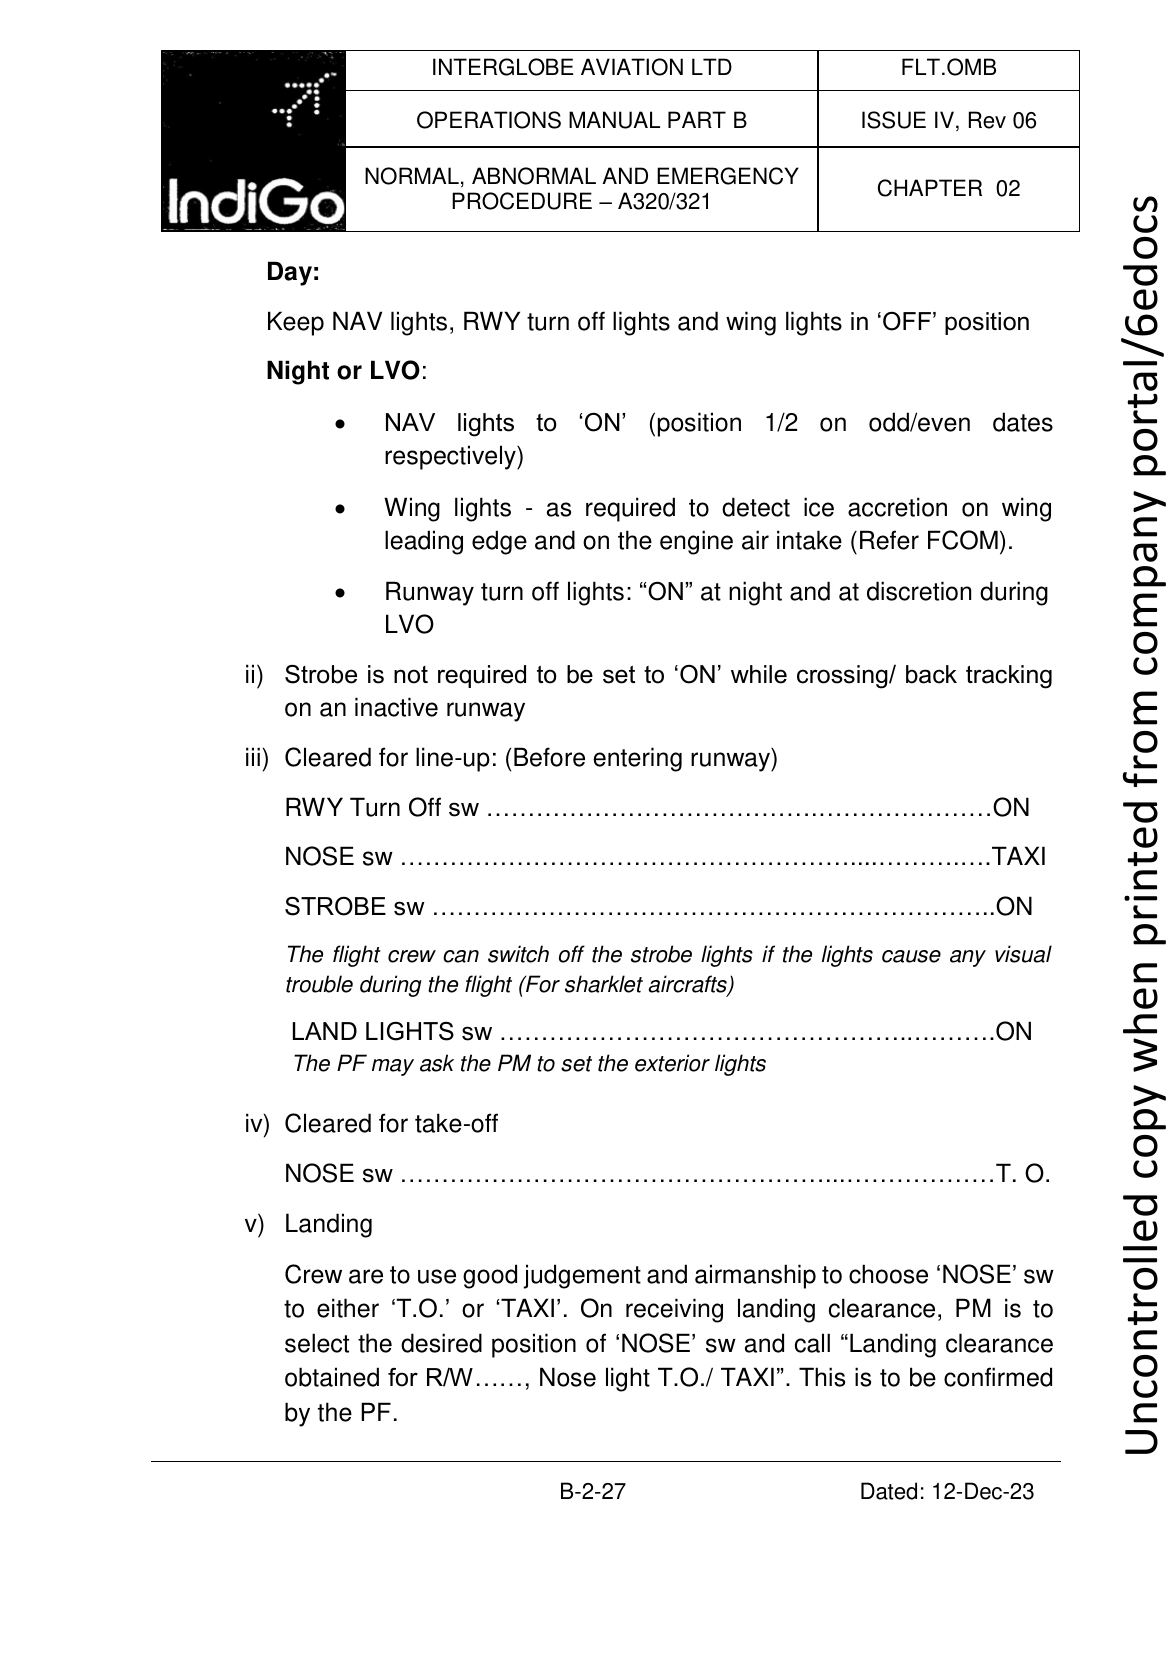 INTERGLOBE AVIATION LTD
FLT.OMB
OPERATIONS MANUAL PART B
ISSUE IV, Rev 06
IndiGo
NORMAL, ABNORMAL AND EMERGENCY
PROCEDURE – A320/321
CHAPTER 02
Day:
Keep NAV lights, RWY turn off lights and wing lights in ‘OFF’ position
Night or LVO:
• NAV lights to ‘ON’ (position 1/2 on odd/even dates
respectively)
• Wing lights - as required to detect ice accretion on wing
leading edge and on the engine air intake (Refer FCOM).
• Runway turn off lights: “ON” at night and at discretion during
LVO
ii) Strobe is not required to be set to ‘ON’ while crossing/ back tracking
on an inactive runway
iii) Cleared for line-up: (Before entering runway)
RWY Turn Off sw ………………………………….…………………ON
NOSE sw ………………………………………………...……….….TAXI
STROBE sw …………………………………………………………..ON
The flight crew can switch off the strobe lights if the lights cause any visual
trouble during the flight (For sharklet aircrafts)
LAND LIGHTS sw ………………………………………….……….ON
The PF may ask the PM to set the exterior lights
iv) Cleared for take-off
NOSE sw ……………………………………………..………………T. O.
v) Landing
Crew are to use good judgement and airmanship to choose ‘NOSE’ sw
to either ‘T.O.’ or ‘TAXI’. On receiving landing clearance, PM is to
select the desired position of ‘NOSE’ sw and call “Landing clearance
obtained for R/W……, Nose light T.O./ TAXI”. This is to be confirmed
by the PF.
B-2-27
Dated: 12-Dec-23
Uncontrolled copy when printed from company portal/6edocs